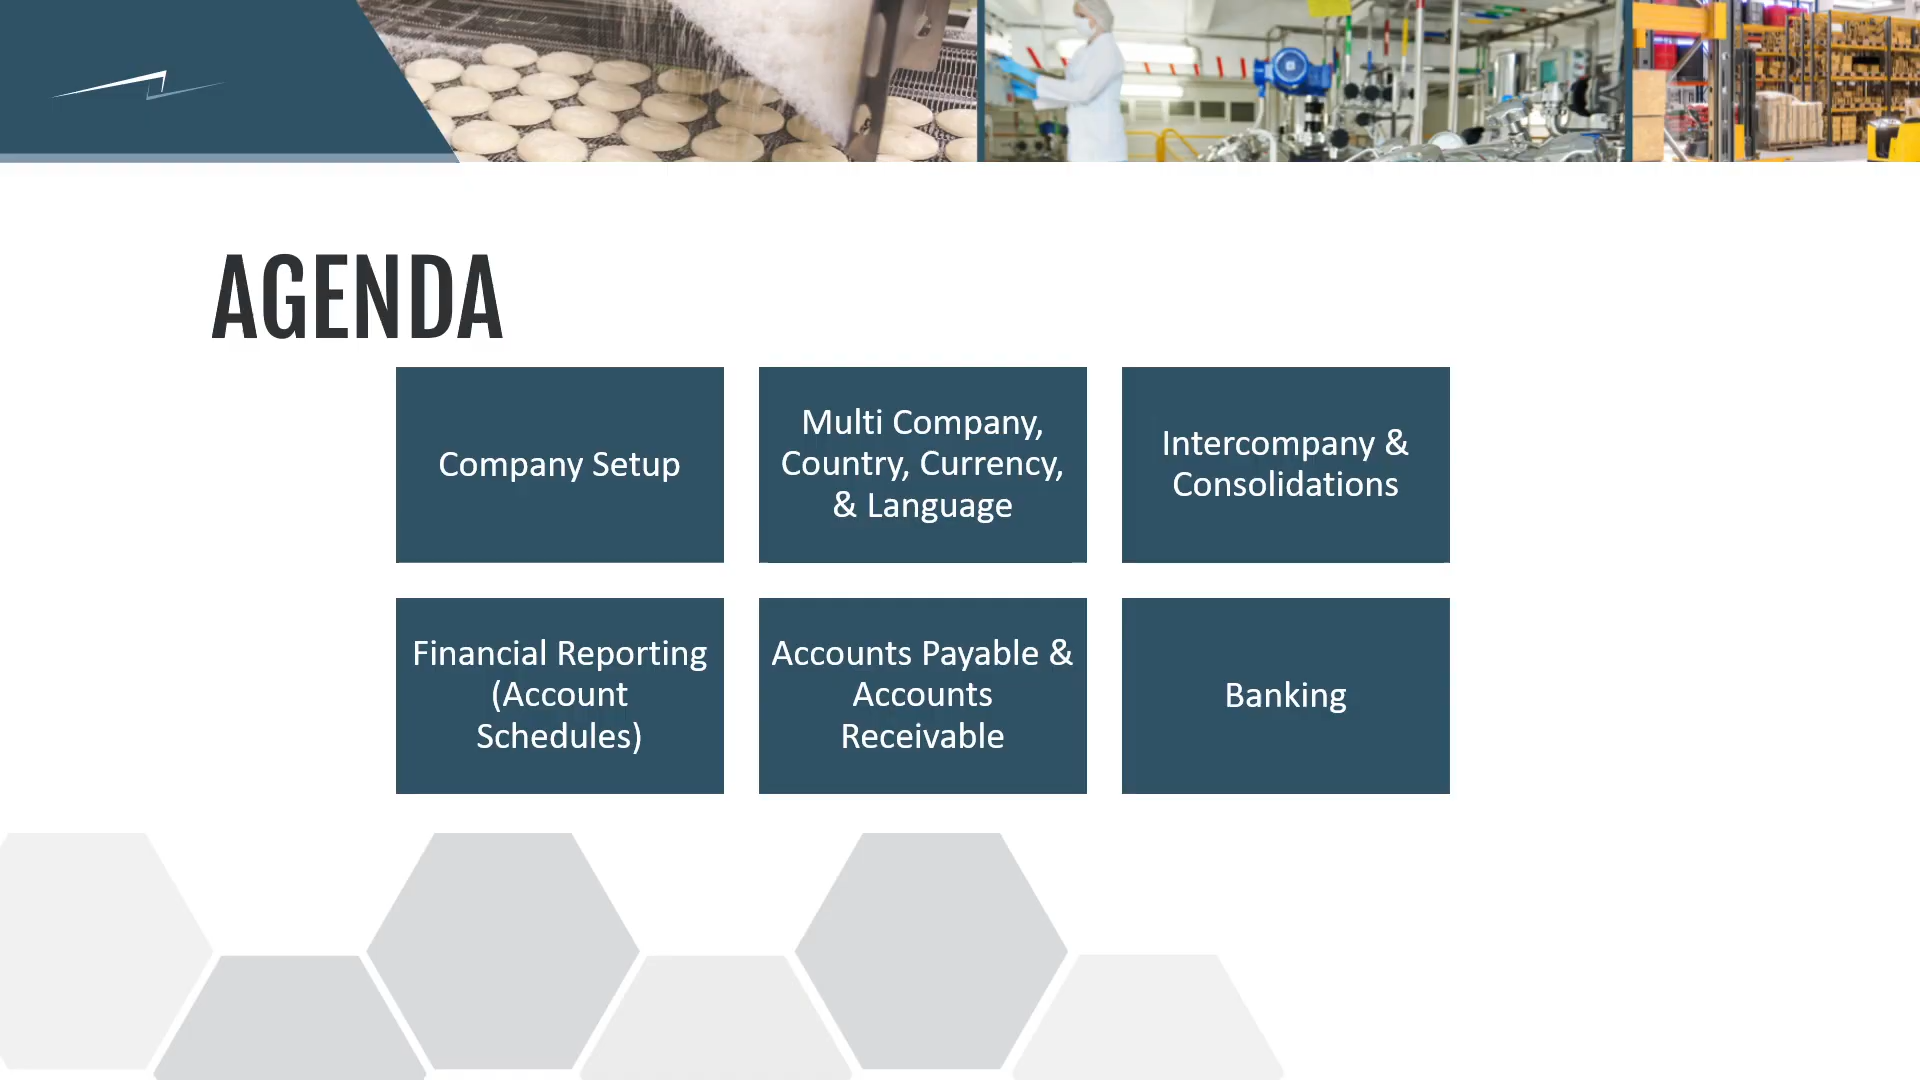 AGENDA
Company Setup
Multi Company,
Country, Currency,
& Language
Intercompany &
Consolidations
Financial Reporting
(Account
Schedules)
Accounts Payable &
Accounts
Receivable
Banking